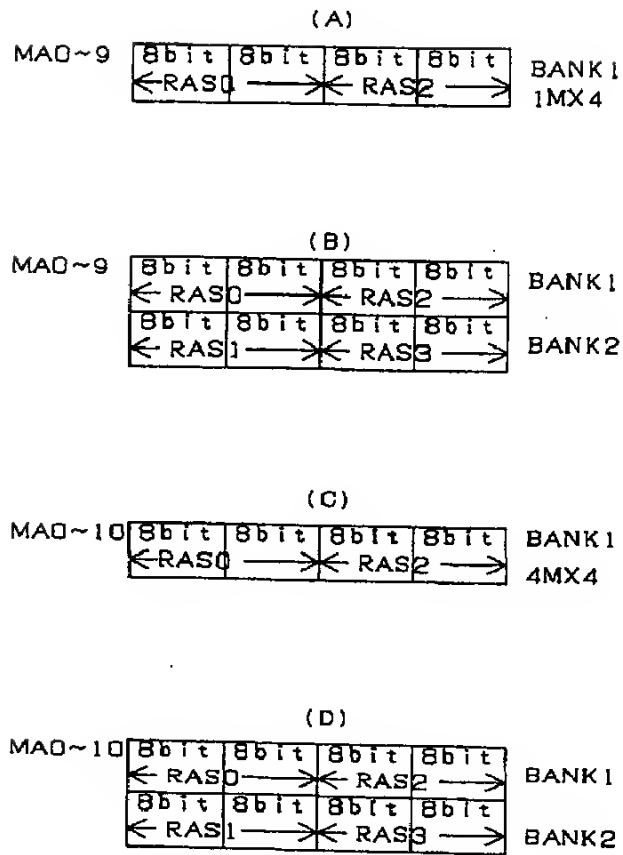 (A)
MA0~9 8bit 8bit 8bit 8bit BANK1
RAS0 RAS2 1MX4
(B)
MA0~9 8bit 8bit 8bit 8bit BANK1
RAS0 RAS2
8bit 8bit 8bit 8bit BANK2
RAS1 RAS3
(C)
MA0~10 8bit 8bit 8bit 8bit BANK1
RAS0 RAS2 4MX4
(D)
MA0~10 8bit 8bit 8bit 8bit BANK1
RAS0 RAS2
8bit 8bit 8bit 8bit BANK2
RAS1 RAS3